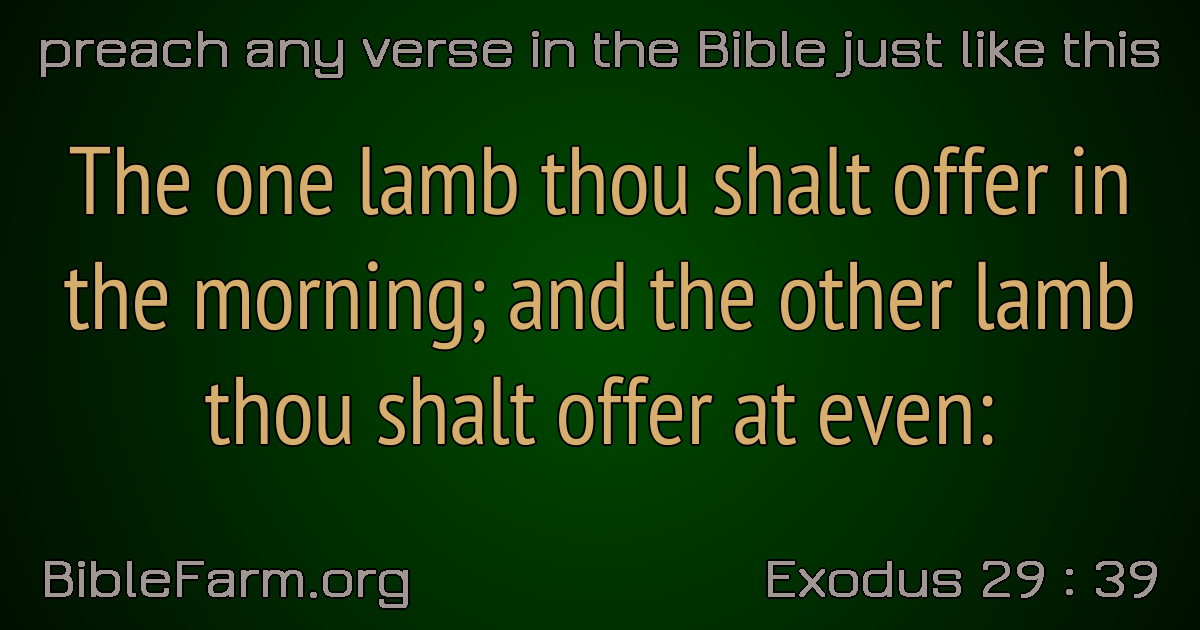 preach any verse in the Bible just like this
The one lamb thou shalt offer in
the morning; and the other lamb
thou shalt offer at even:
BibleFarm.org
Exodus 29 : 39